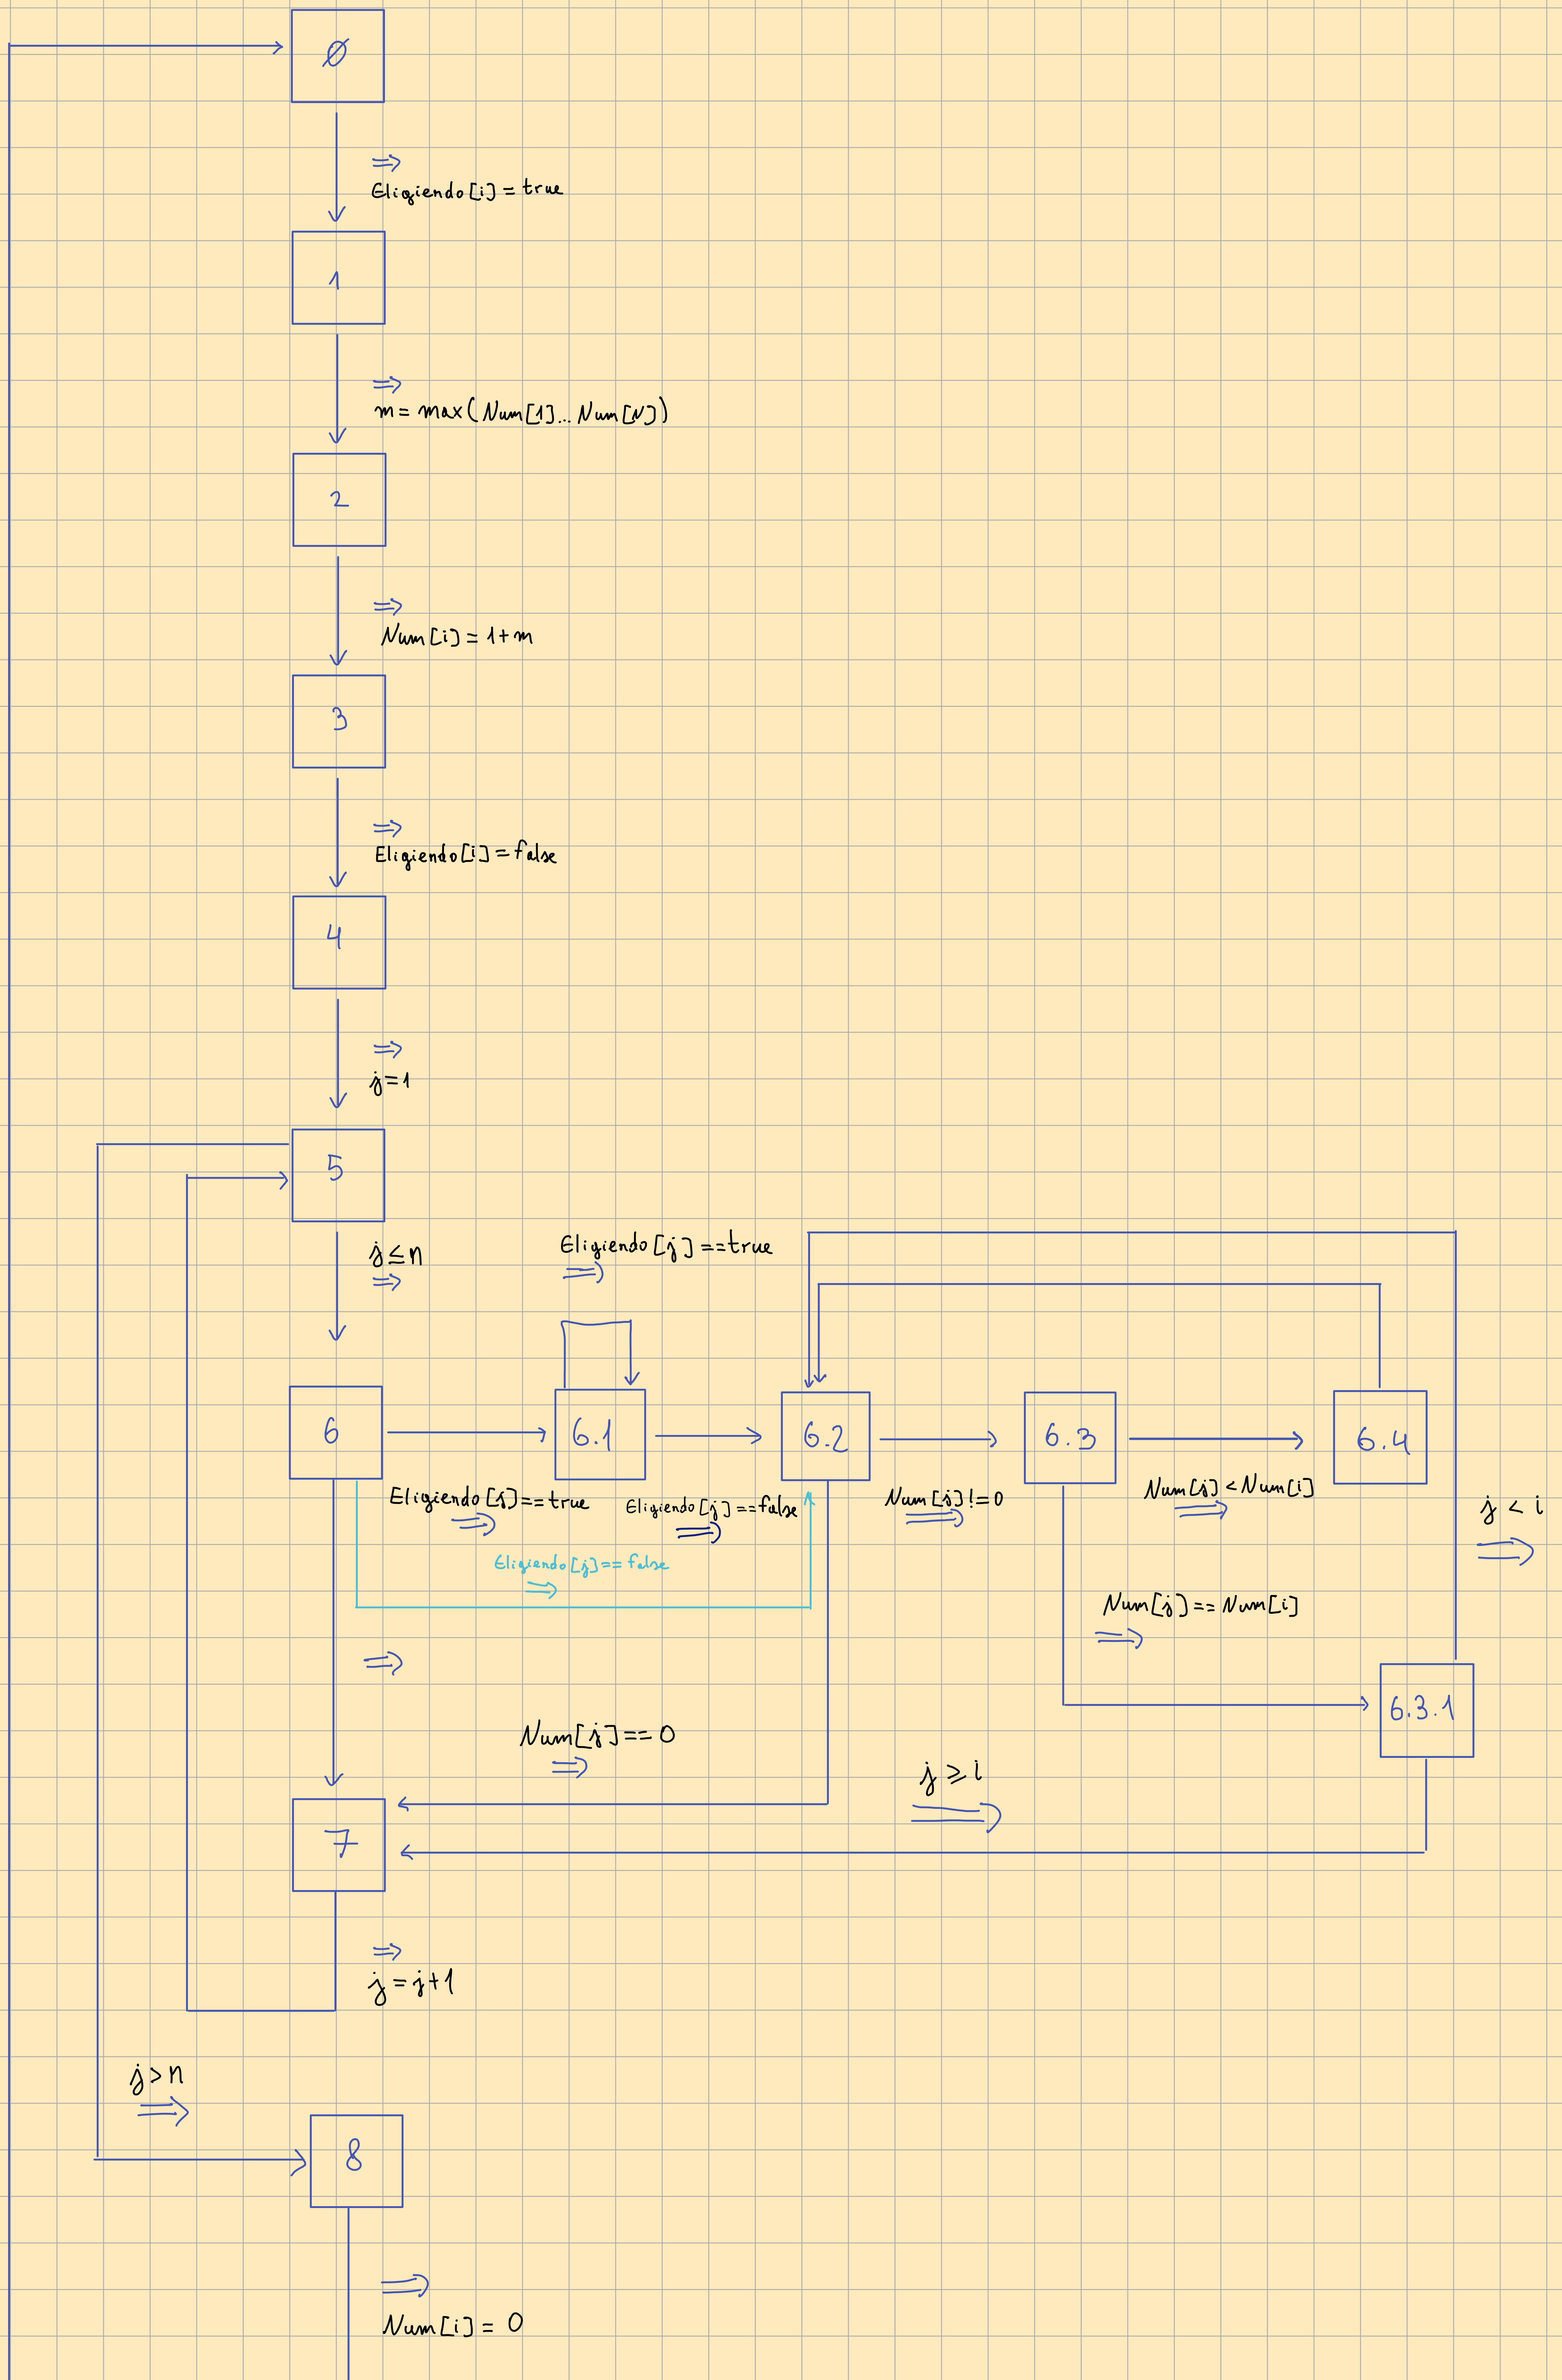 Ø
⇒
Eligiendo[i] = true
1
⇒
m = max(Num[1]...Num[N])
2
⇒
Num[i] = 1+m
3
⇒
Eligiendo[i] = false
4
⇒
j=1
5
j ≤ n
⇒
Eligiendo[j] == true
⇒
6
6.1
6.2
6.3
6.4
Eligiendo[j] == true
⇒
Eligiendo[j] == false
⇒
Num[j] != 0
⇒
Num[j] < Num[i]
⇒
j < i
⇒
Eligiendo[j] == false
⇒
Num[j] == Num[i]
⇒
⇒
6.3.1
Num[j] == 0
⇒
j ≥ i
⇒
7
⇒
j = j+1
j > n
⇒
8
⇒
Num[i] = 0